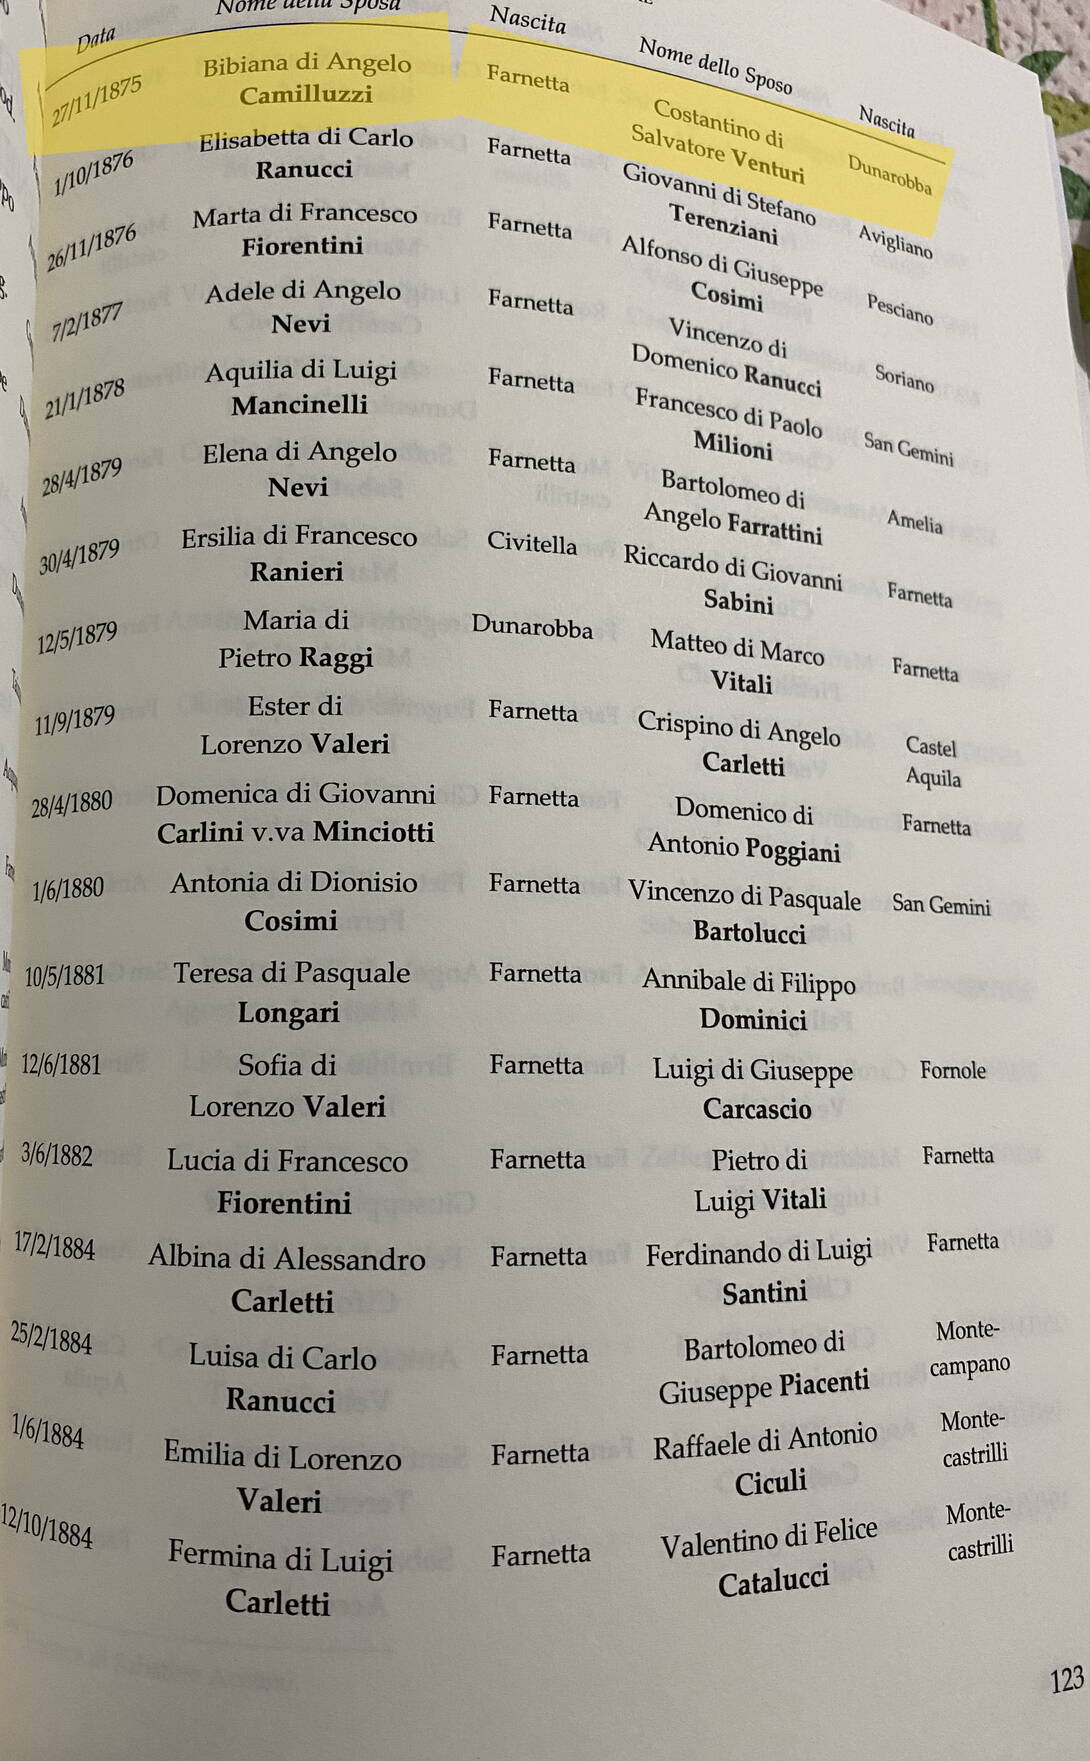 Data Nome della Sposa Nascita Nome dello Sposo Nascita
27/11/1875 Bibiana di Angelo Farnetta Costantino di Dunarobba
Camilluzzi Salvatore Venturi
1/10/1876 Elisabetta di Carlo Farnetta Giovanni di Stefano Avigliano
Ranucci Terenziani
26/11/1876 Marta di Francesco Farnetta Alfonso di Giuseppe Pesciano
Fiorentini Cosimi
7/2/1877 Adele di Angelo Farnetta Vincenzo di Soriano
Nevi Domenico Ranucci
21/1/1878 Aquilia di Luigi Farnetta Francesco di Paolo San Gemini
Mancinelli Milioni
28/4/1879 Elena di Angelo Farnetta Bartolomeo di Amelia
Nevi Angelo Farrattini
30/4/1879 Ersilia di Francesco Civitella Riccardo di Giovanni Farnetta
Ranieri Sabini
12/5/1879 Maria di Dunarobba Matteo di Marco Farnetta
Pietro Raggi Vitali
11/9/1879 Ester di Farnetta Crispino di Angelo Castel
Lorenzo Valeri Carletti Aquila
28/4/1880 Domenica di Giovanni Farnetta Domenico di Farnetta
Carlini v.va Minciotti Antonio Poggiani
1/6/1880 Antonia di Dionisio Farnetta Vincenzo di Pasquale San Gemini
Cosimi Bartolucci
10/5/1881 Teresa di Pasquale Farnetta Annibale di Filippo
Longari Dominici
12/6/1881 Sofia di Farnetta Luigi di Giuseppe Fornole
Lorenzo Valeri Carcascio
3/6/1882 Lucia di Francesco Farnetta Pietro di Farnetta
Fiorentini Luigi Vitali
17/2/1884 Albina di Alessandro Farnetta Ferdinando di Luigi Farnetta
Carletti Santini
25/2/1884 Luisa di Carlo Farnetta Bartolomeo di Monte-
Ranucci Giuseppe Piacenti campano
1/6/1884 Emilia di Lorenzo Farnetta Raffaele di Antonio Monte-
Valeri Ciculi castrilli
12/10/1884 Fermina di Luigi Farnetta Valentino di Felice Monte-
Carletti Catalucci castrilli
123